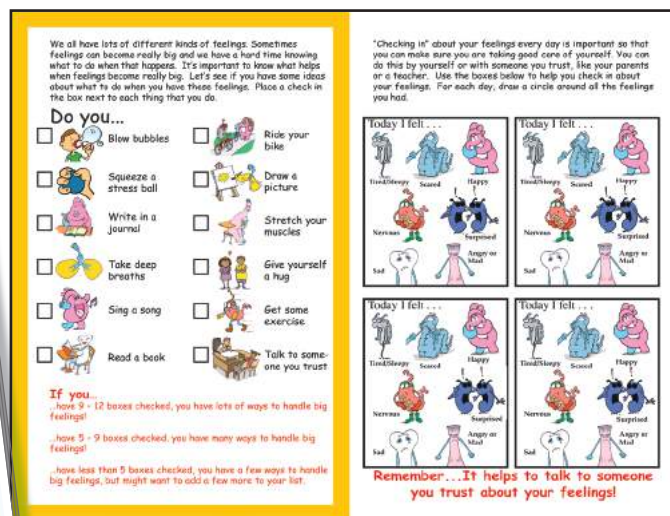 We all have lots of different kinds of feelings. Sometimes
feelings can become really big and we have a hard time knowing
what to do when that happens. It's important to know what helps
when feelings become really big. Let's see if you have some ideas
about what to do when you have these feelings. Place a check in
the box next to each thing that you do.
Do you...
Blow bubbles
Squeeze a
stress ball
Write in a
journal
Take deep
breaths
Sing a song
Read a book
Ride your
bike
Draw a
picture
Stretch your
muscles
Give yourself
a hug
Get some
exercise
Talk to some-
one you trust
If you...
...have 9 - 12 boxes checked, you have lots of ways to handle big
feelings!
...have 5 - 9 boxes checked, you have many ways to handle big
feelings!
...have less than 5 boxes checked, you have a few ways to handle
big feelings, but might want to add a few more to your list.
"Checking in" about your feelings every day is important so that
you can make sure you are taking good care of yourself. You can
do this by yourself or with someone you trust, like your parents
or a teacher. Use the boxes below to help you check in about
your feelings. For each day, draw a circle around all the feelings
you had.
Today I felt . . .
Tired/Sleepy
Scared
Happy
Nervous
Surprised
Sad
Angry or
Mad
Today I felt . . .
Tired/Sleepy
Scared
Happy
Nervous
Surprised
Sad
Angry or
Mad
Today I felt . . .
Tired/Sleepy
Scared
Happy
Nervous
Surprised
Sad
Angry or
Mad
Today I felt . . .
Tired/Sleepy
Scared
Happy
Nervous
Surprised
Sad
Angry or
Mad
Remember...It helps to talk to someone
you trust about your feelings!